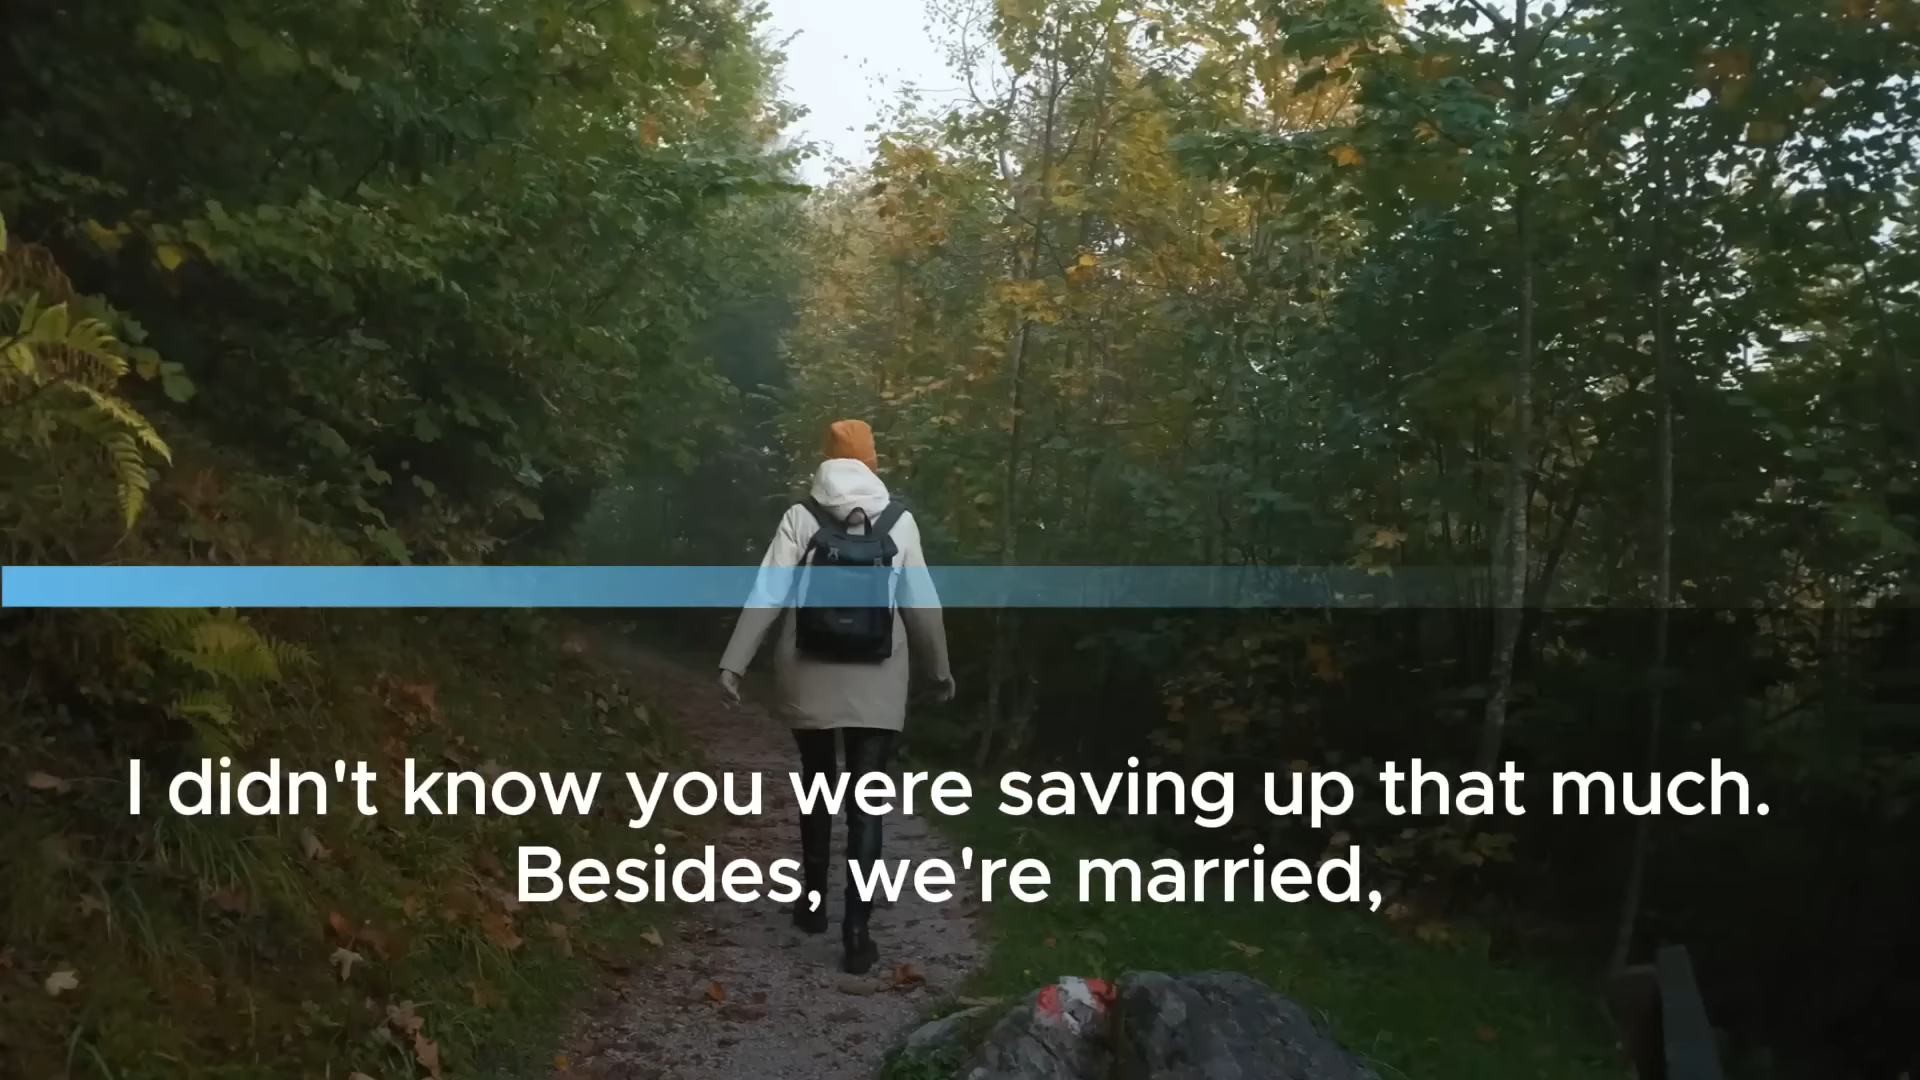 I didn't know you were saving up that much.
Besides, we're married,